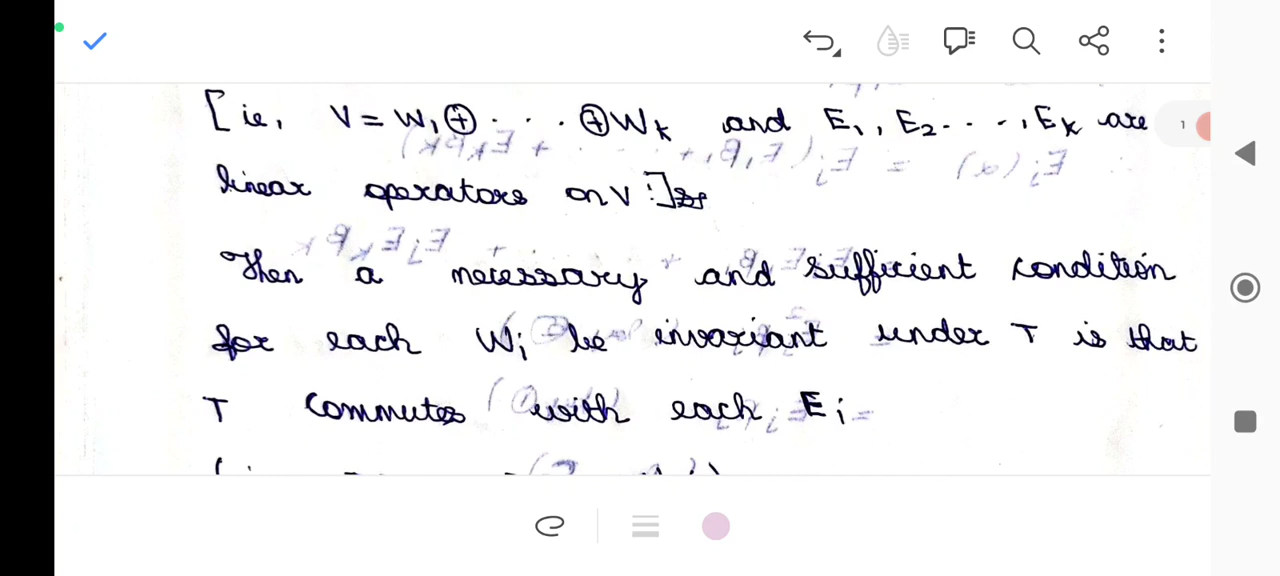 [ie, V = W₁⊕ . . . ⊕Wₖ and E₁, E₂ . . . , Eₖ are
linear operators on V ]
Then a necessary and sufficient condition
for each Wᵢ be invariant under T is that
T commutes with each Eᵢ
1